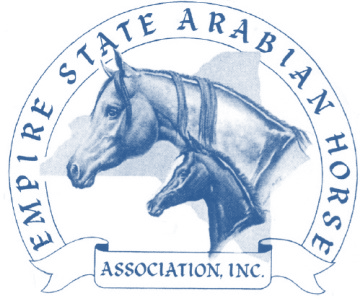 EMPIRE STATE ARABIAN HORSE
ASSOCIATION, INC.